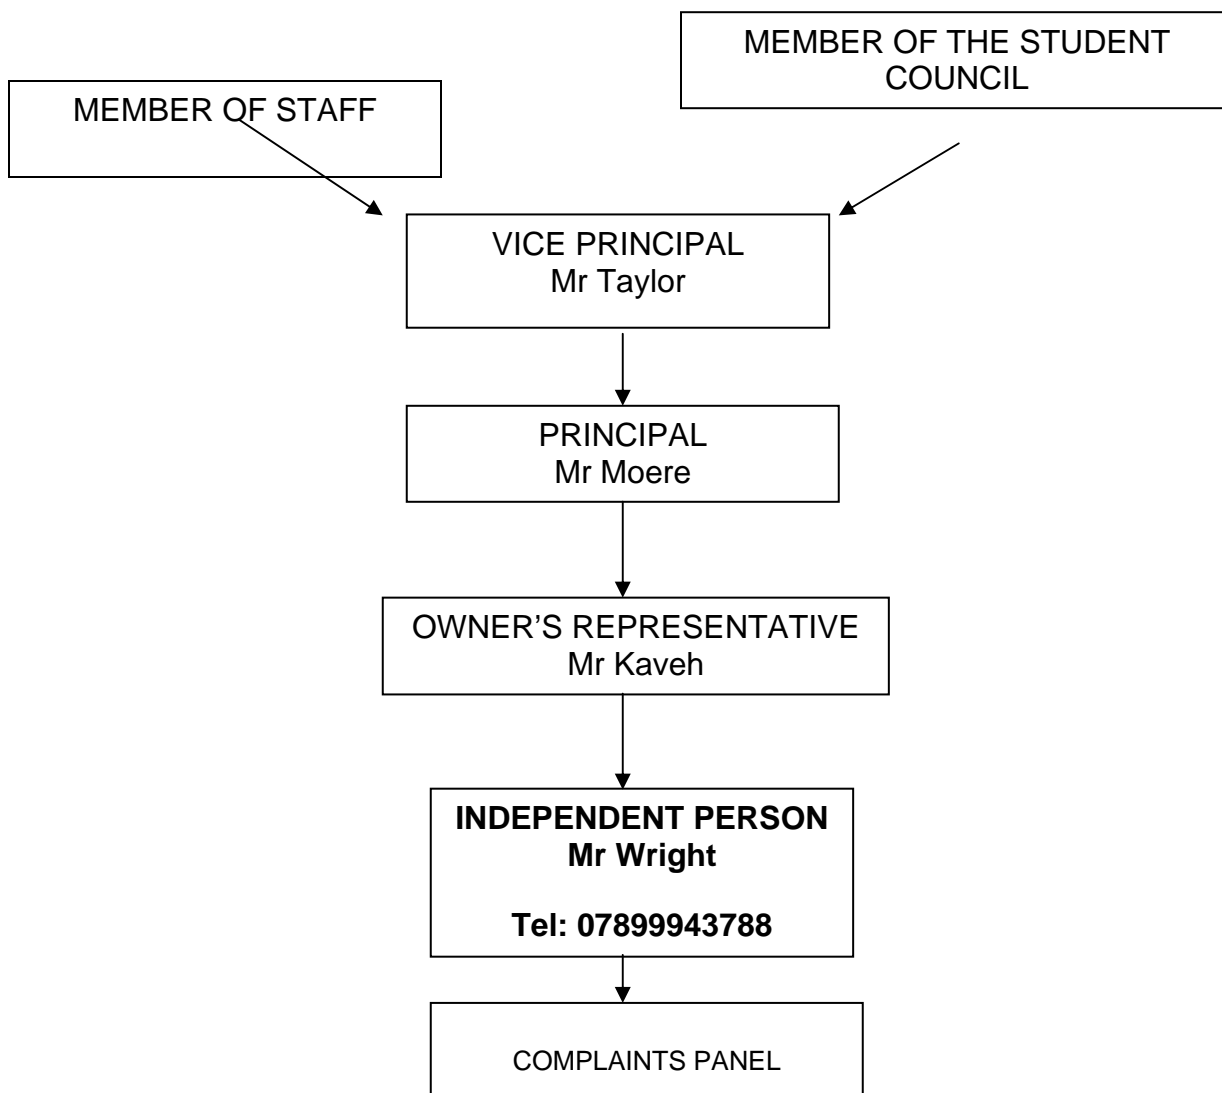 MEMBER OF THE STUDENT
COUNCIL
MEMBER OF STAFF
VICE PRINCIPAL
Mr Taylor
PRINCIPAL
Mr Moere
OWNER’S REPRESENTATIVE
Mr Kaveh
INDEPENDENT PERSON
Mr Wright
Tel: 07899943788
COMPLAINTS PANEL